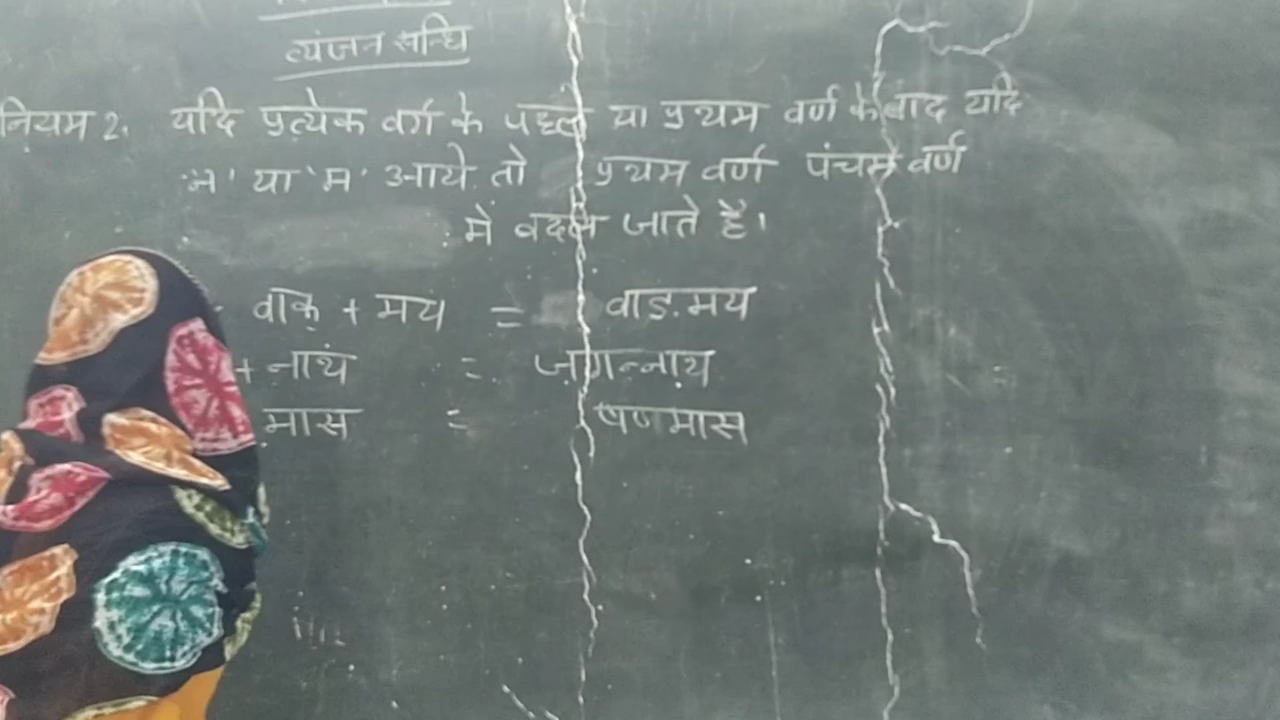 व्यंजन सन्धि
नियम 2. यदि प्रत्येक वर्ग के पहले या प्रथम वर्ण के बाद यदि
'न' या 'म' आये तो प्रथम वर्ण पंचम वर्ण
में बदल जाते है।
वाक् + मय = वाङ.मय
+ नाथ = जगन्नाथ
मास = षणमास